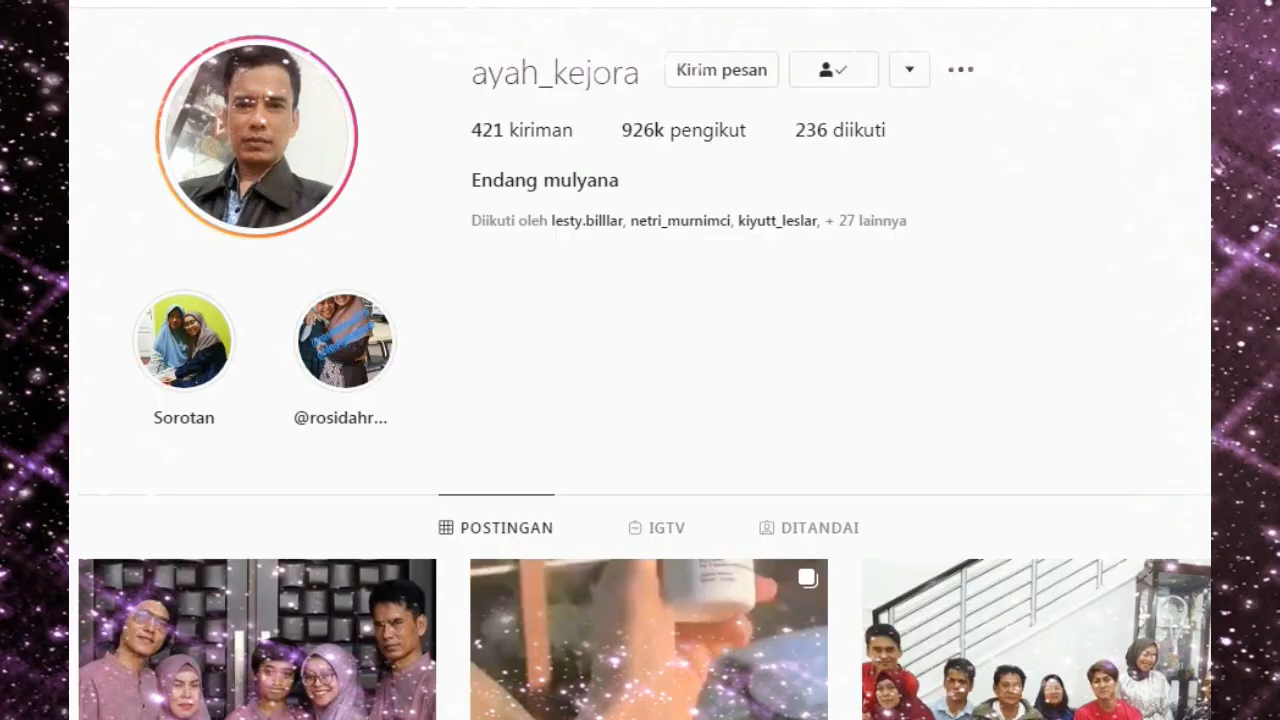 ayah_kejora Kirim pesan
421 kiriman 926k pengikut 236 diikuti
Endang mulyana
Diikuti oleh lesty.billlar, netri_murnimci, kiyutt_leslar, + 27 lainnya
Sorotan @rosidahr...
POSTINGAN IGTV DITANDAI